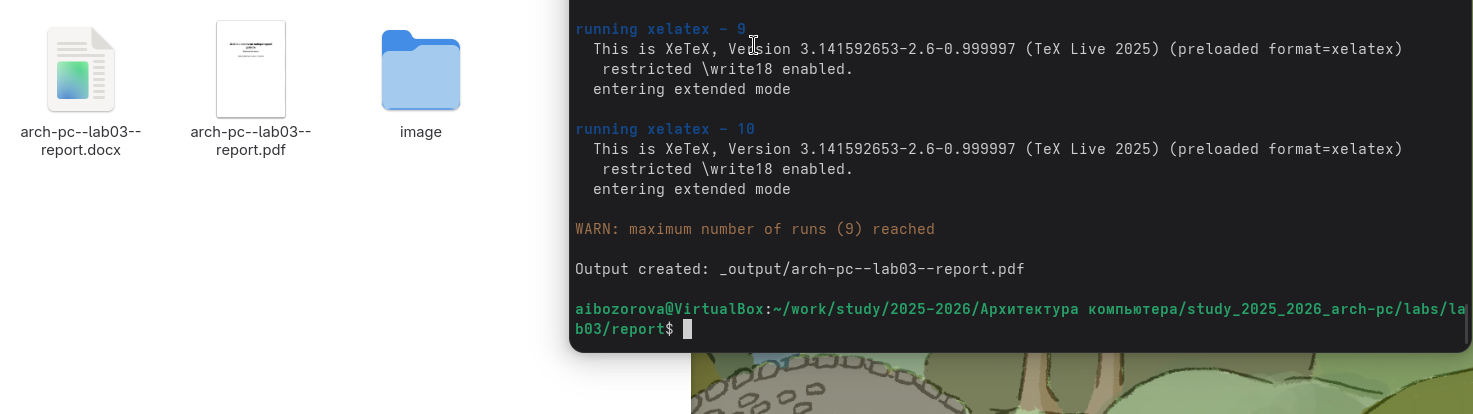 arch-pc--lab03--
report.docx
arch-pc--lab03--
report.pdf
image
running xelatex - 9
This is XeTeX, Version 3.141592653-2.6-0.999997 (TeX Live 2025) (preloaded format=xelatex)
restricted \write18 enabled.
entering extended mode
running xelatex - 10
This is XeTeX, Version 3.141592653-2.6-0.999997 (TeX Live 2025) (preloaded format=xelatex)
restricted \write18 enabled.
entering extended mode
WARN: maximum number of runs (9) reached
Output created: _output/arch-pc--lab03--report.pdf
aibozorova@VirtualBox:~/work/study/2025-2026/Архитектура компьютера/study_2025_2026_arch-pc/labs/la
b03/report$